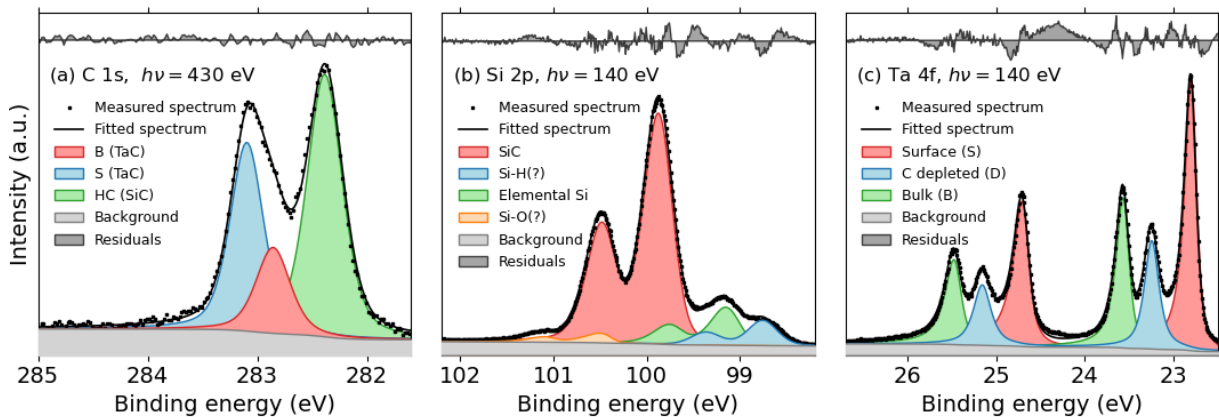 (a) C 1s, hν = 430 eV
Measured spectrum
Fitted spectrum
B (TaC)
S (TaC)
HC (SiC)
Background
Residuals
Intensity (a.u.)
285 284 283 282
Binding energy (eV)
(b) Si 2p, hν = 140 eV
Measured spectrum
Fitted spectrum
SiC
Si-H(?)
Elemental Si
Si-O(?)
Background
Residuals
102 101 100 99
Binding energy (eV)
(c) Ta 4f, hν = 140 eV
Measured spectrum
Fitted spectrum
Surface (S)
C depleted (D)
Bulk (B)
Background
Residuals
26 25 24 23
Binding energy (eV)